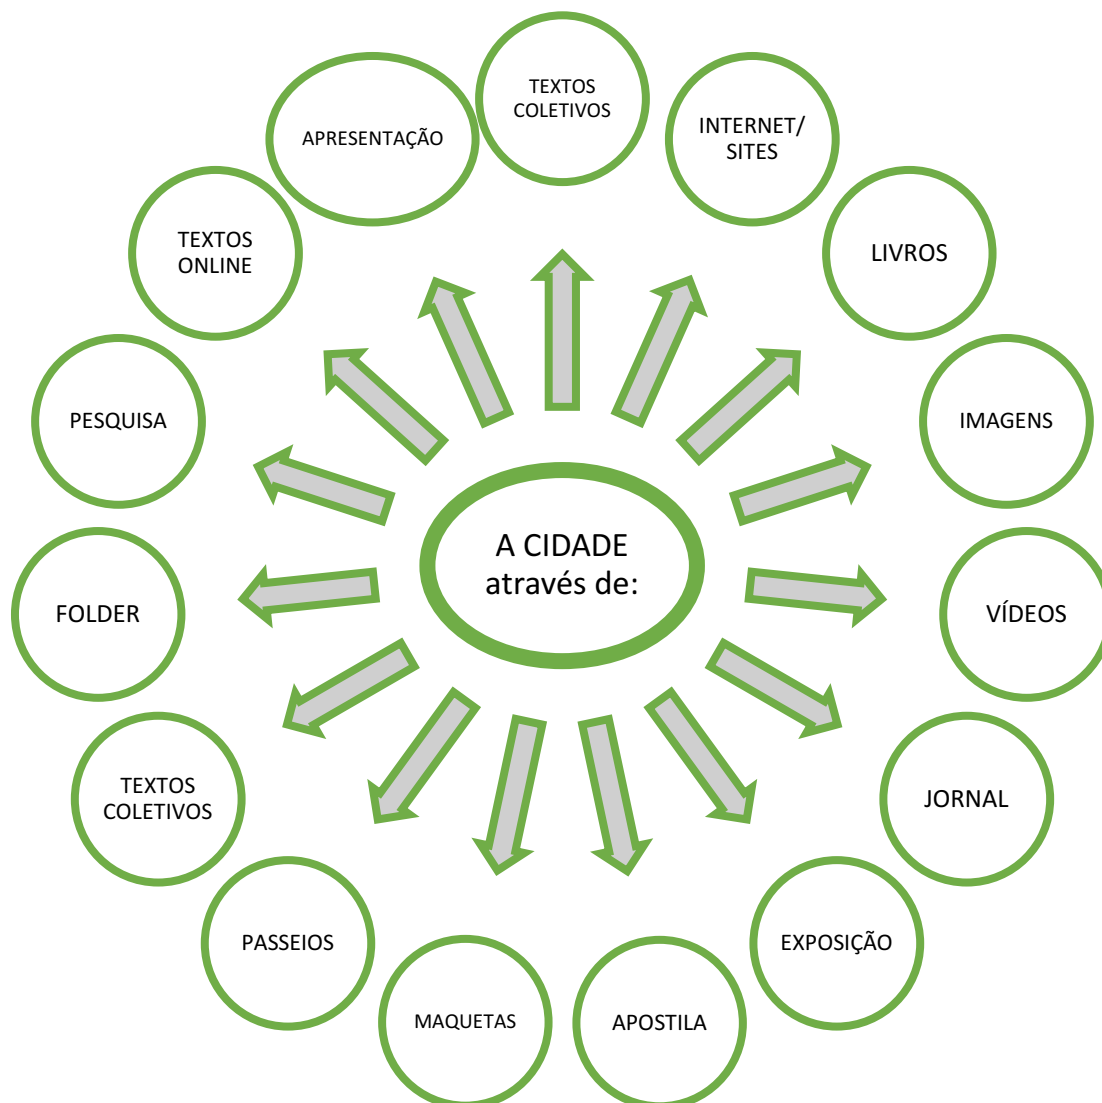 TEXTOS
COLETIVOS
INTERNET/
SITES
LIVROS
IMAGENS
VÍDEOS
JORNAL
EXPOSIÇÃO
APOSTILA
MAQUETAS
PASSEIOS
TEXTOS
COLETIVOS
FOLDER
PESQUISA
TEXTOS
ONLINE
APRESENTAÇÃO
A CIDADE
através de: